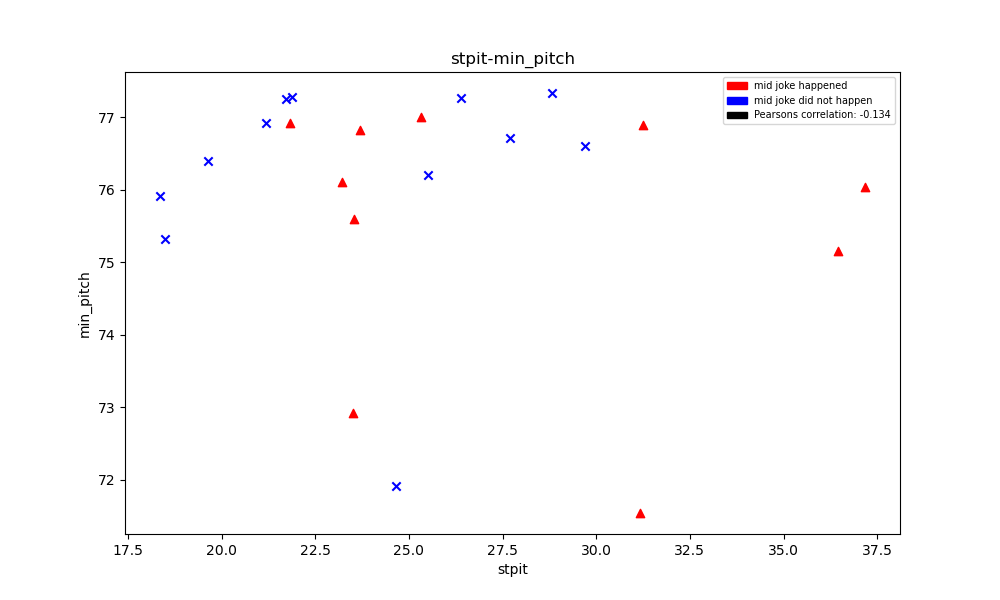 stpit-min_pitch
mid joke happened
mid joke did not happen
Pearsons correlation: -0.134
77
76
75
74
73
72
min_pitch
17.5 20.0 22.5 25.0 27.5 30.0 32.5 35.0 37.5
stpit